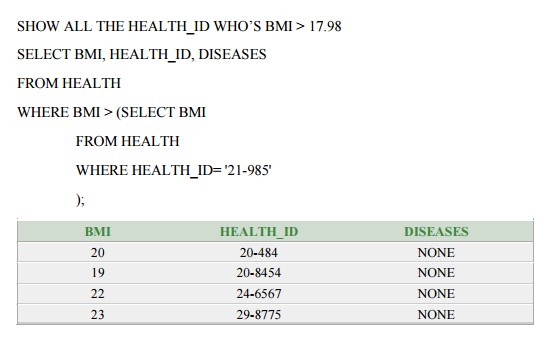 SHOW ALL THE HEALTH_ID WHO’S BMI > 17.98
SELECT BMI, HEALTH_ID, DISEASES
FROM HEALTH
WHERE BMI > (SELECT BMI
FROM HEALTH
WHERE HEALTH_ID= '21-985'
);
BMI HEALTH_ID DISEASES
20 20-484 NONE
19 20-8454 NONE
22 24-6567 NONE
23 29-8775 NONE